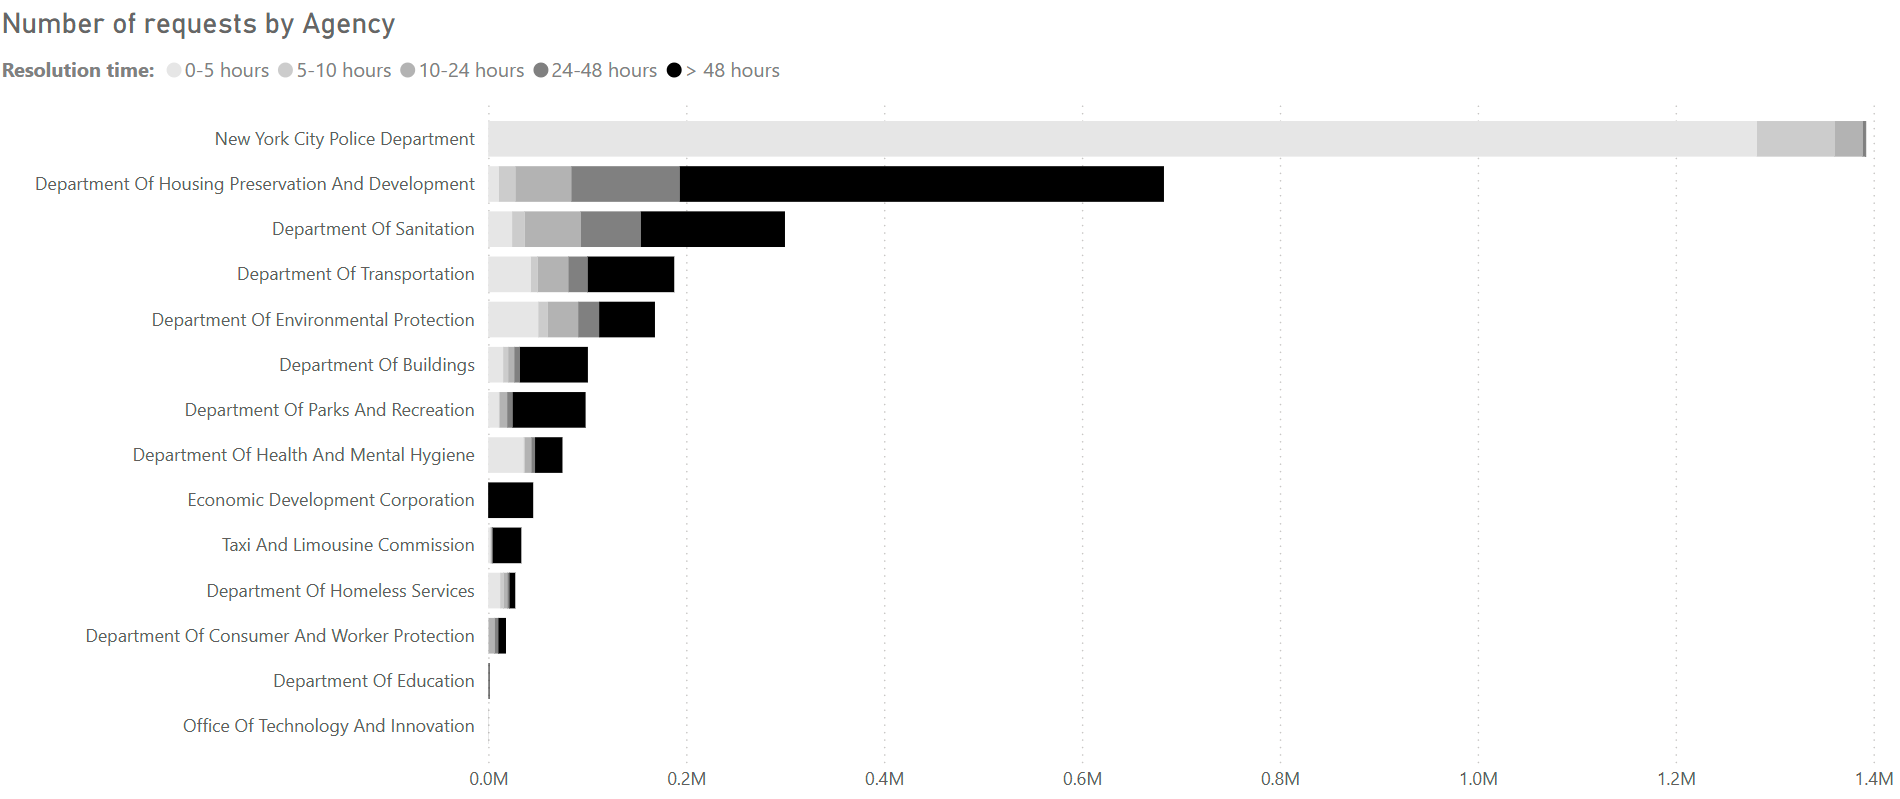 Number of requests by Agency
Resolution time: 0-5 hours 5-10 hours 10-24 hours 24-48 hours > 48 hours
New York City Police Department
Department Of Housing Preservation And Development
Department Of Sanitation
Department Of Transportation
Department Of Environmental Protection
Department Of Buildings
Department Of Parks And Recreation
Department Of Health And Mental Hygiene
Economic Development Corporation
Taxi And Limousine Commission
Department Of Homeless Services
Department Of Consumer And Worker Protection
Department Of Education
Office Of Technology And Innovation
0.0M 0.2M 0.4M 0.6M 0.8M 1.0M 1.2M 1.4M